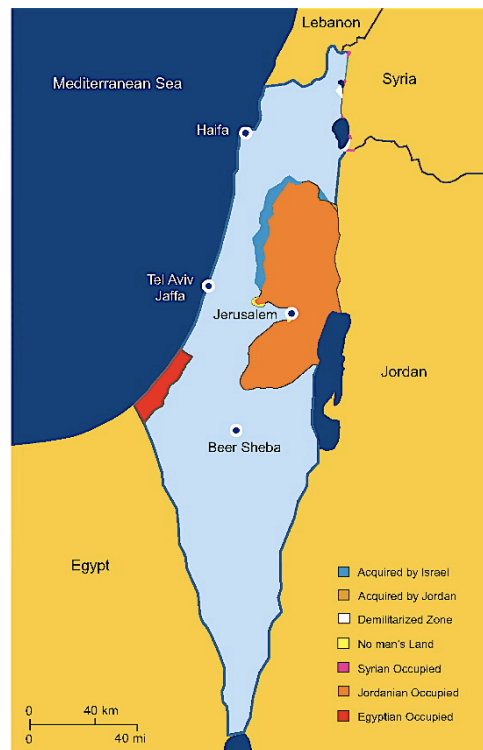 Lebanon
Mediterranean Sea
Syria
Haifa
Tel Aviv
Jaffa
Jerusalem
Jordan
Beer Sheba
Egypt
Acquired by Israel
Acquired by Jordan
Demilitarized Zone
No man's Land
Syrian Occupied
Jordanian Occupied
Egyptian Occupied
0 40 km
0 40 mi